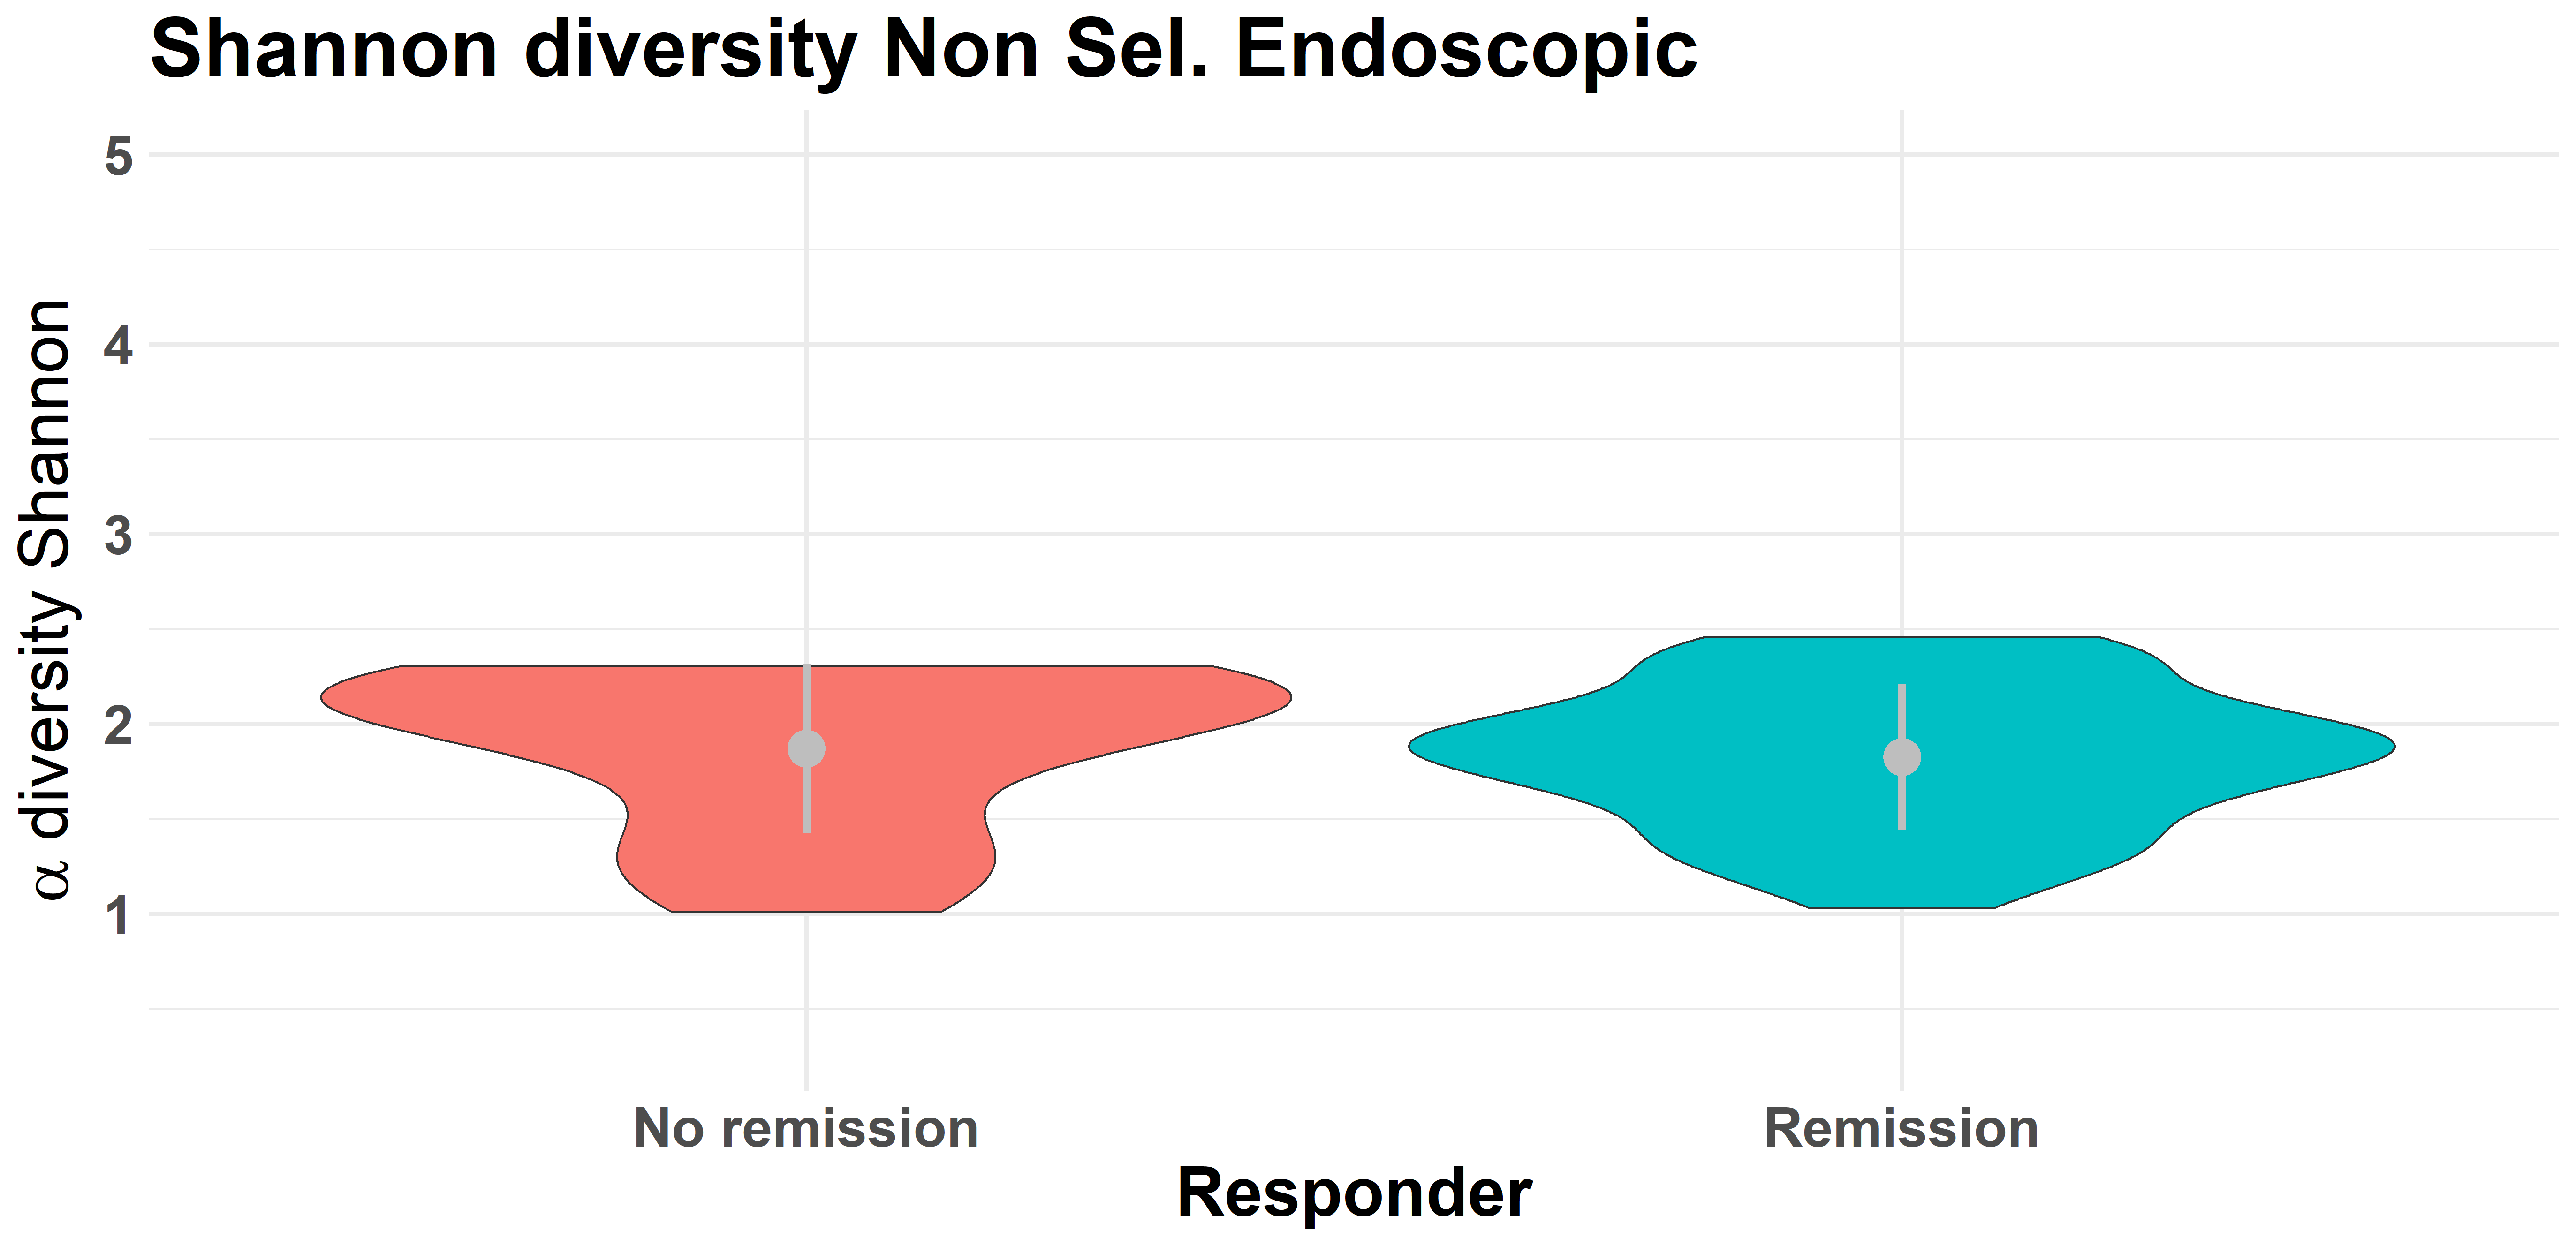 Shannon diversity Non Sel. Endoscopic
α diversity Shannon
5
4
3
2
1
No remission
Remission
Responder